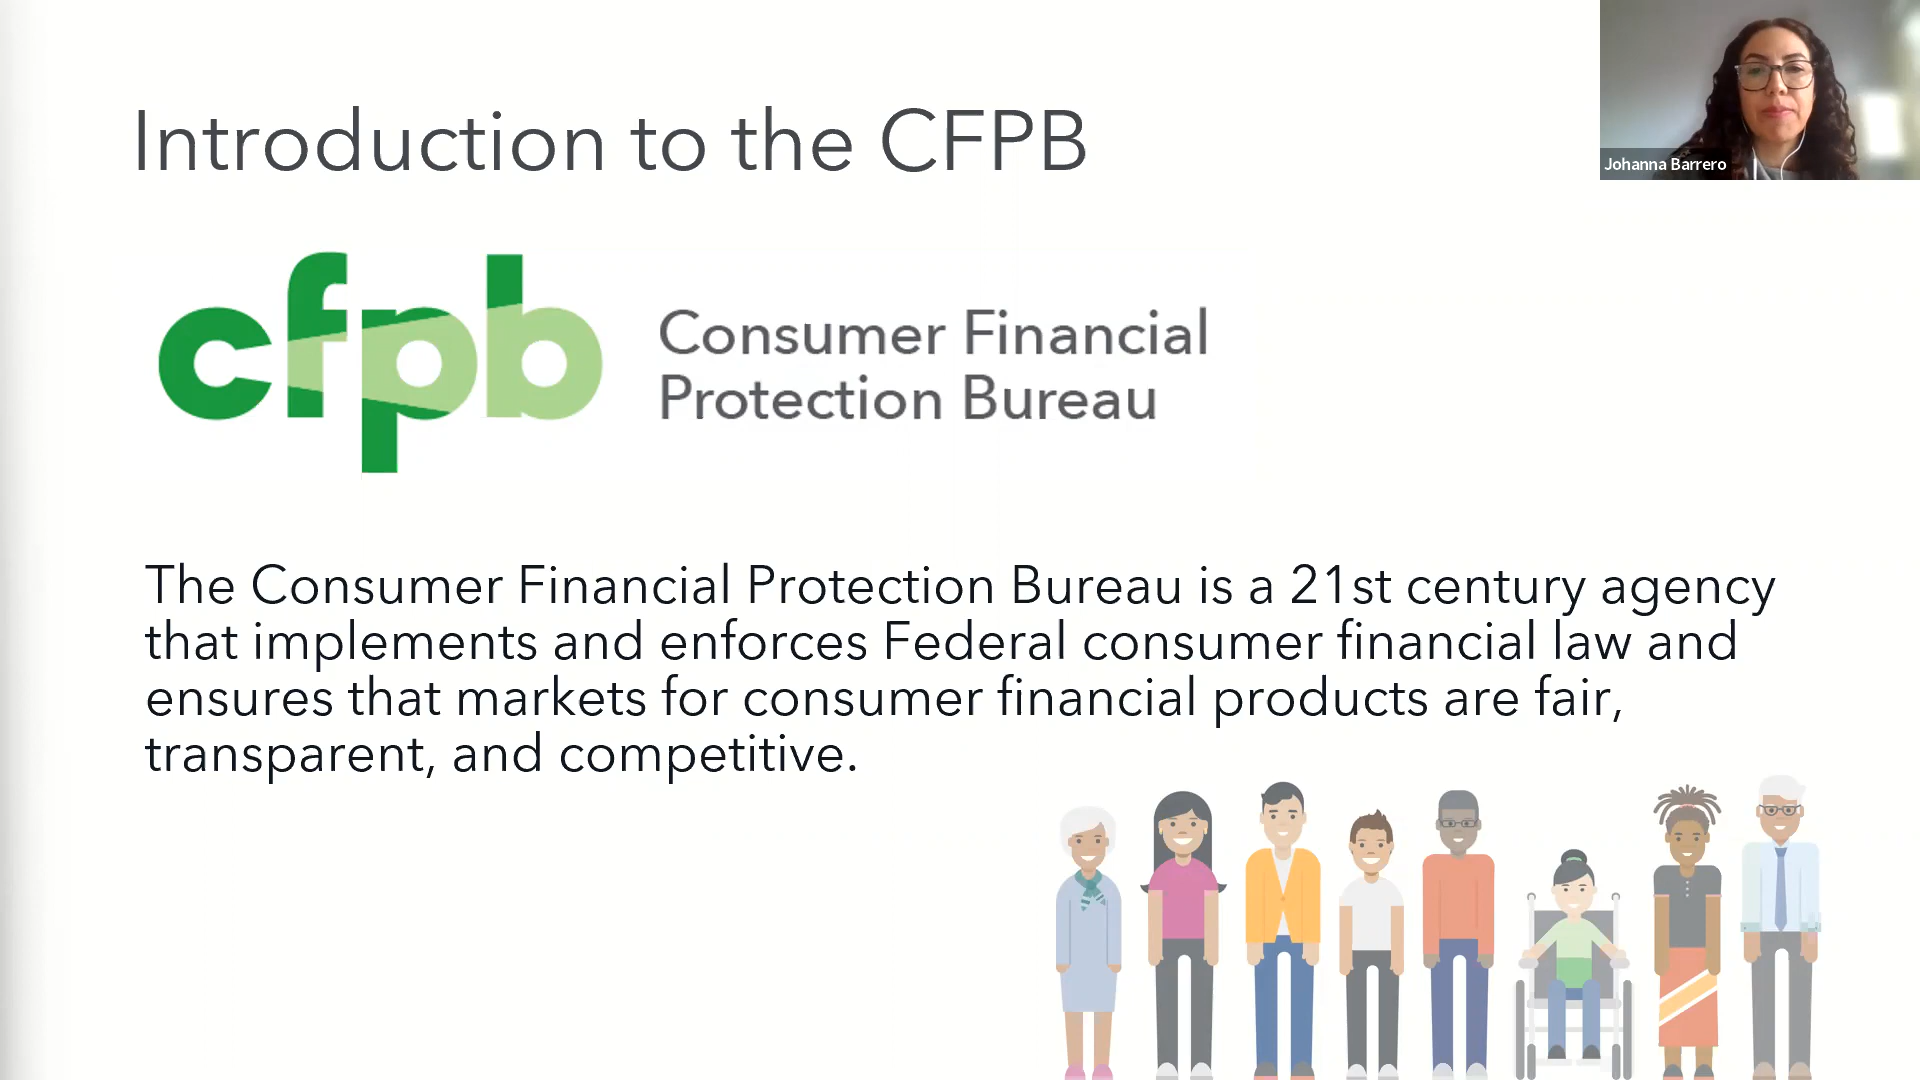 Introduction to the CFPB
Johanna Barrero
cfpb
Consumer Financial
Protection Bureau
The Consumer Financial Protection Bureau is a 21st century agency
that implements and enforces Federal consumer financial law and
ensures that markets for consumer financial products are fair,
transparent, and competitive.